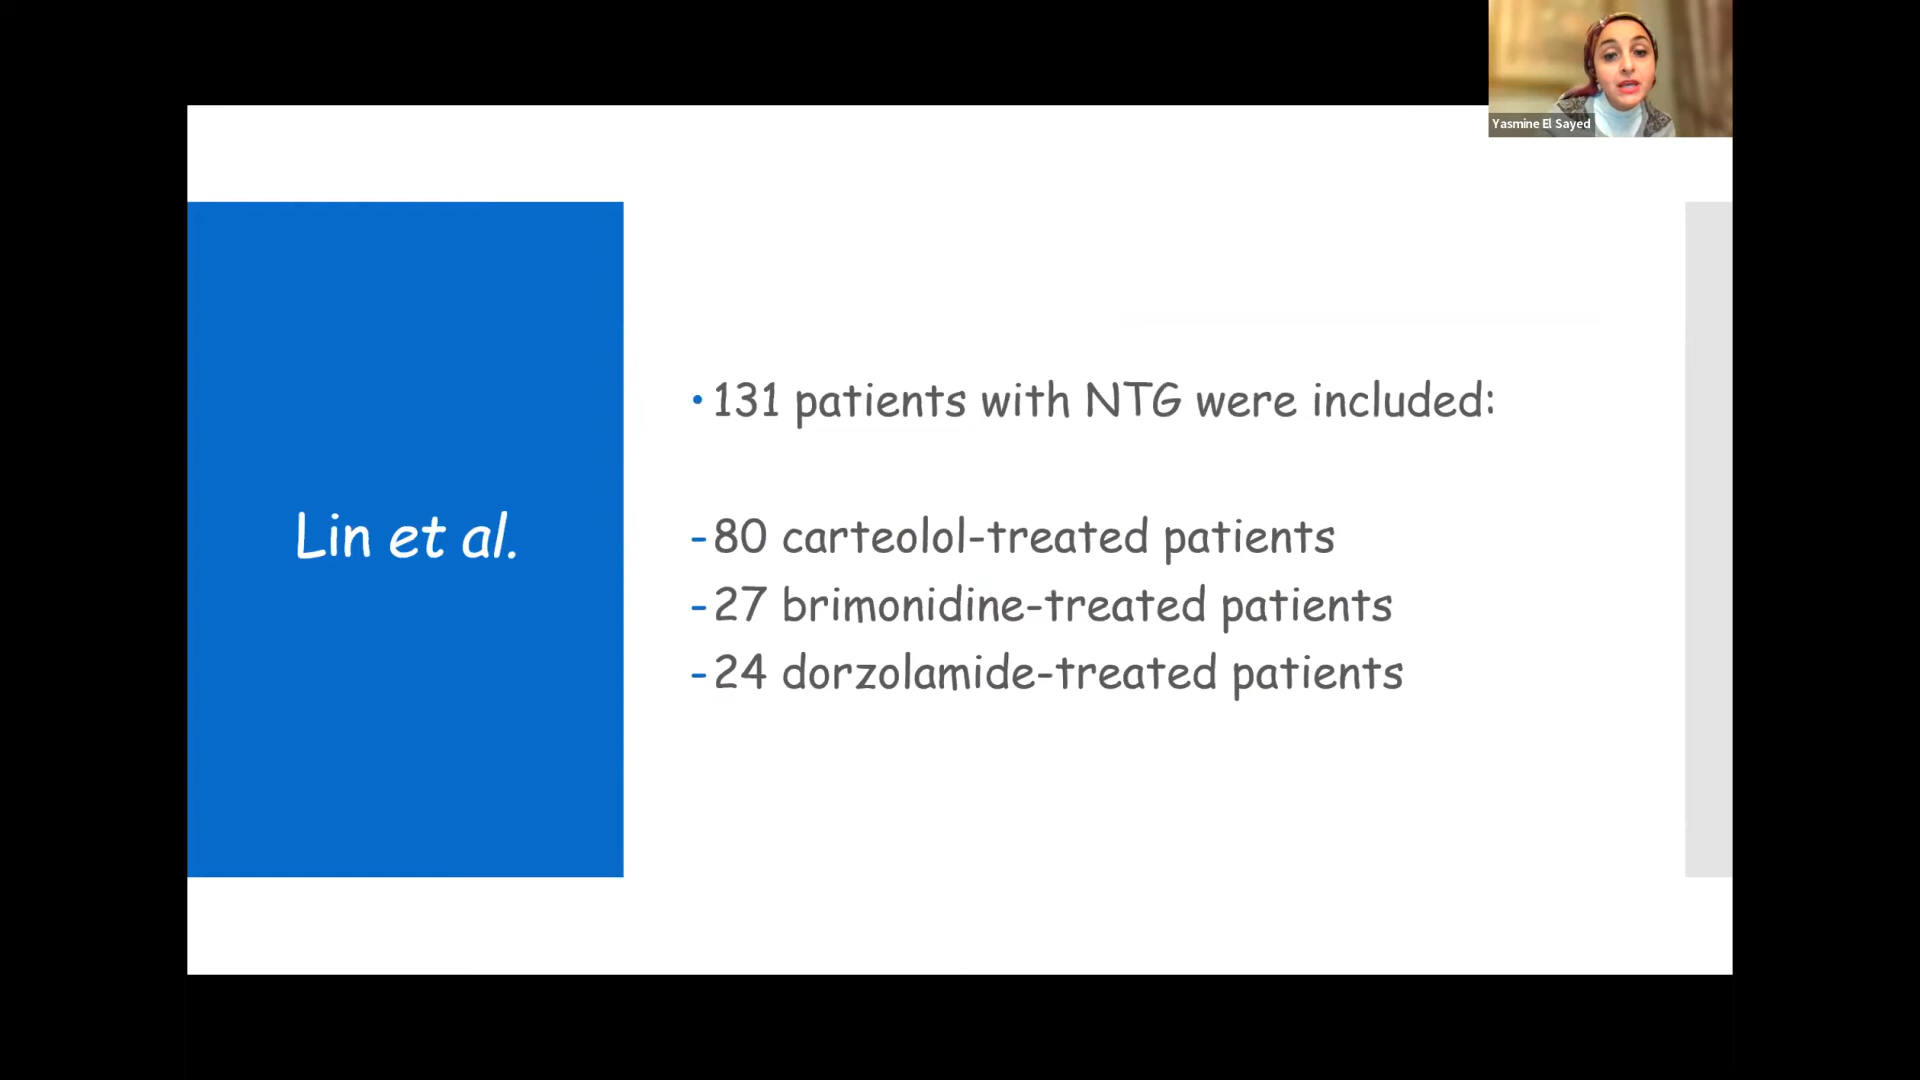 Yasmine El Sayed
Lin et al.
• 131 patients with NTG were included:
- 80 carteolol-treated patients
- 27 brimonidine-treated patients
- 24 dorzolamide-treated patients